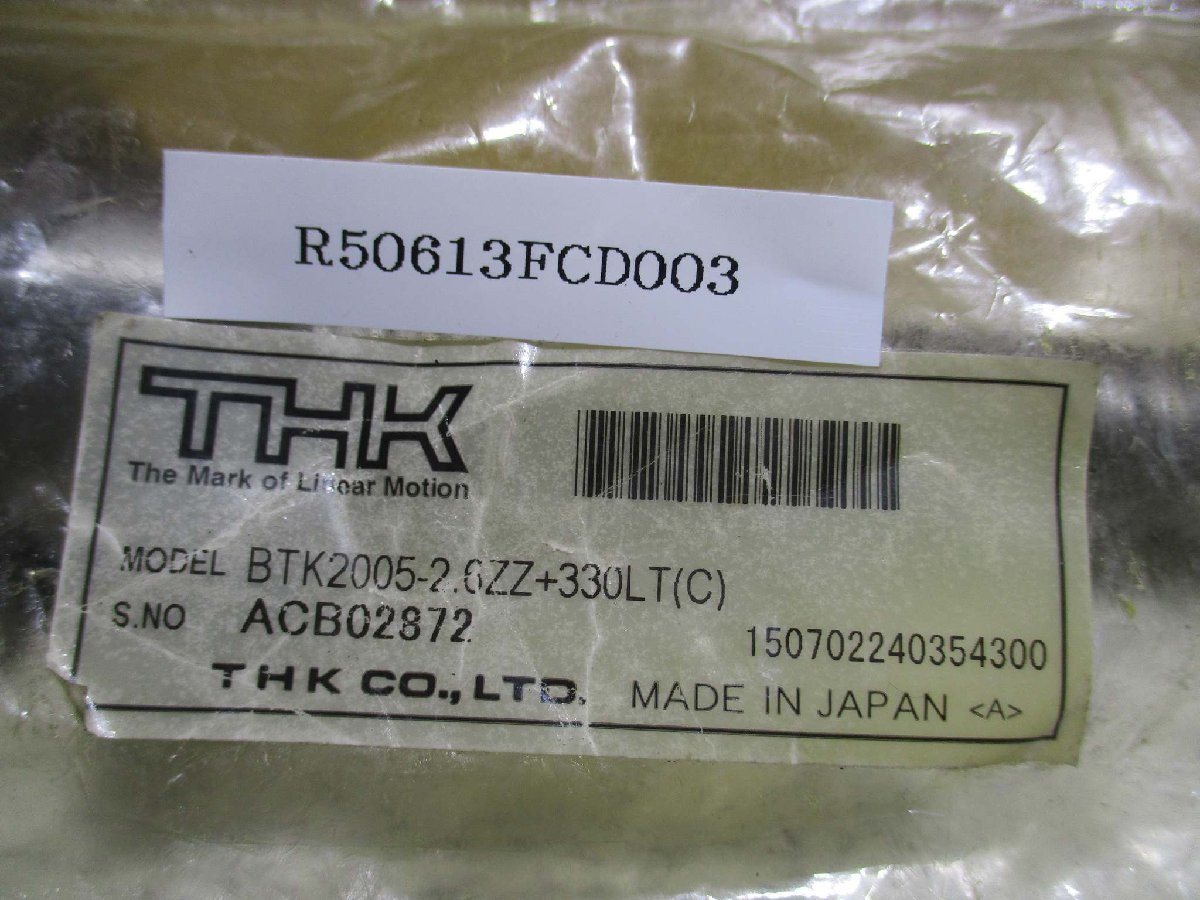 R50613FCD003
THK
The Mark of Linear Motion
MODEL BTK2005-2.6ZZ+330LT(C)
S.NO ACB02872
150702240354300
THK CO., LTD. MADE IN JAPAN <A>